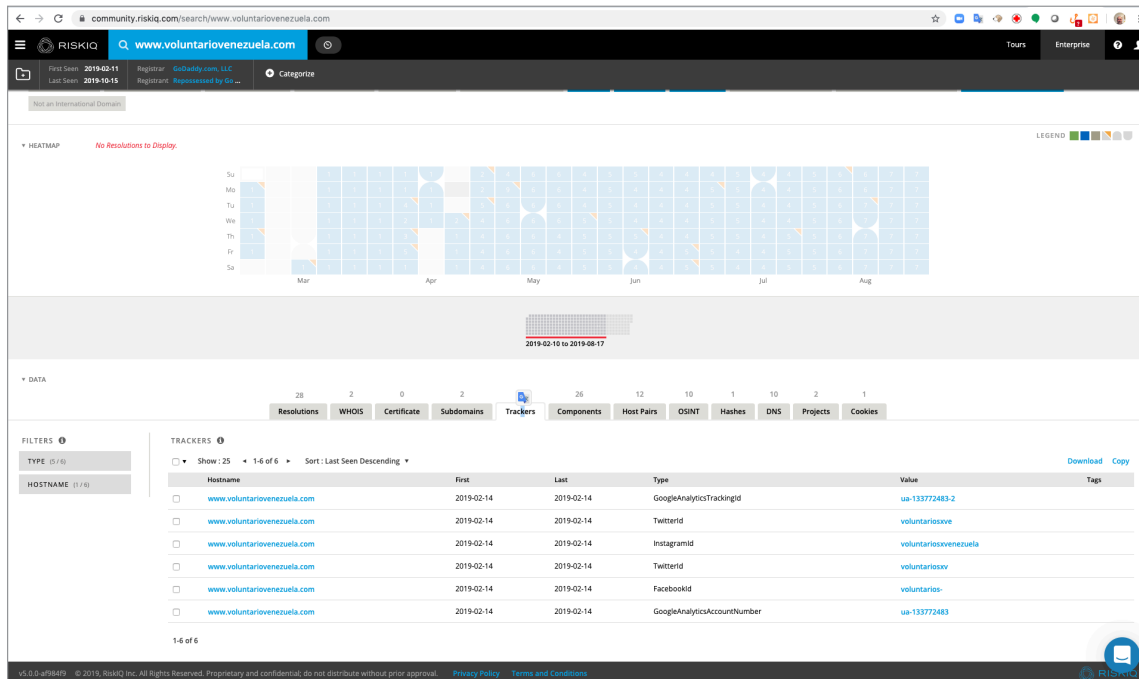 community.riskiq.com/search/www.voluntariovenezuela.com
RISKIQ
www.voluntariovenezuela.com
Tours
Enterprise
First Seen 2019-02-11
Registrar GoDaddy.com, LLC
Categorize
Last Seen 2019-10-15
Registrant Repossessed by Go ...
Not an International Domain
LEGEND
HEATMAP
No Resolutions to Display.
Su
Mo
Tu
We
Th
Fr
Sa
Mar Apr May Jun Jul Aug
2019-02-10 to 2019-08-17
DATA
28 2 0 2 26 12 10 1 10 2 1
Resolutions WHOIS Certificate Subdomains Trackers Components Host Pairs OSINT Hashes DNS Projects Cookies
FILTERS
TYPE (5 / 6)
HOSTNAME (1 / 6)
TRACKERS
Show : 25 1-6 of 6 Sort : Last Seen Descending
Download Copy
Hostname First Last Type Value Tags
www.voluntariovenezuela.com 2019-02-14 2019-02-14 GoogleAnalyticsTrackingId ua-133772483-2
www.voluntariovenezuela.com 2019-02-14 2019-02-14 TwitterId voluntariosxve
www.voluntariovenezuela.com 2019-02-14 2019-02-14 InstagramId voluntariosxvenezuela
www.voluntariovenezuela.com 2019-02-14 2019-02-14 TwitterId voluntariosxv
www.voluntariovenezuela.com 2019-02-14 2019-02-14 FacebookId voluntarios-
www.voluntariovenezuela.com 2019-02-14 2019-02-14 GoogleAnalyticsAccountNumber ua-133772483
1-6 of 6
v5.0.0-af984f9 © 2019, RiskIQ Inc. All Rights Reserved. Proprietary and confidential; do not distribute without prior approval. Privacy Policy Terms and Conditions
RISKIQ